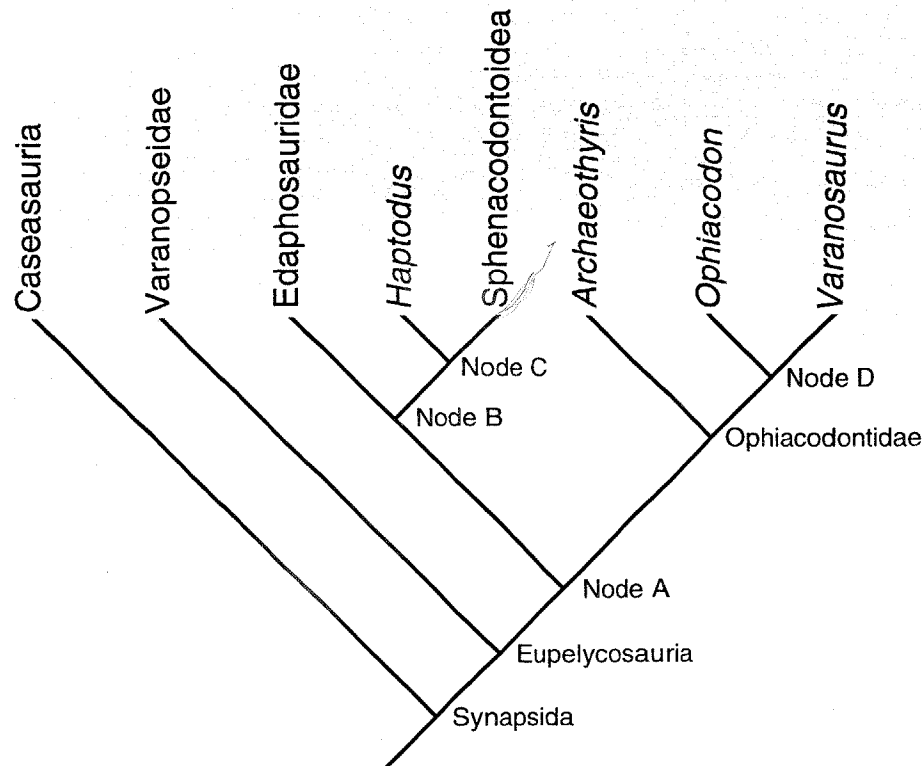 Caseasauria
Varanopseidae
Edaphosauridae
Haptodus
Sphenacodontoidea
Archaeothyris
Ophiacodon
Varanosaurus
Node C
Node D
Node B
Ophiacodontidae
Node A
Eupelycosauria
Synapsida